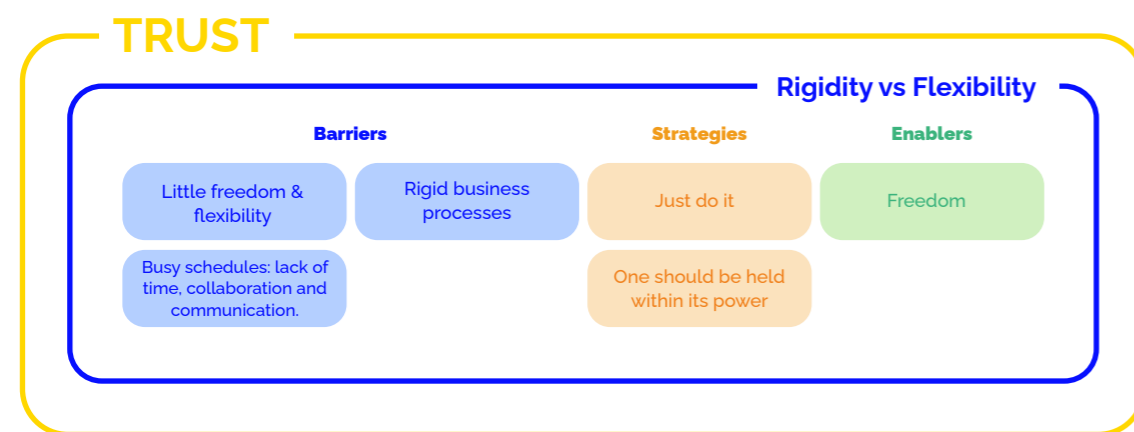 TRUST
Rigidity vs Flexibility
Barriers
Strategies
Enablers
Little freedom &
flexibility
Rigid business
processes
Just do it
Freedom
Busy schedules: lack of
time, collaboration and
communication.
One should be held
within its power